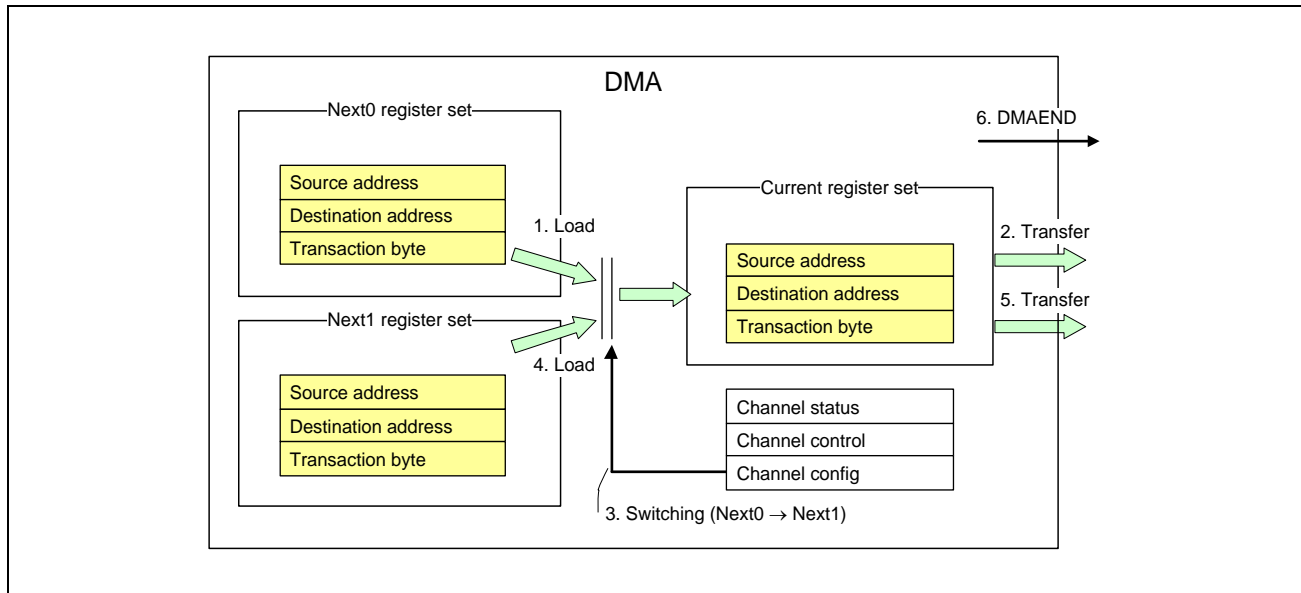 DMA
Next0 register set
Source address
Destination address
Transaction byte
1. Load
6. DMAEND
Current register set
Source address
Destination address
Transaction byte
2. Transfer
5. Transfer
Next1 register set
Source address
Destination address
Transaction byte
4. Load
Channel status
Channel control
Channel config
3. Switching (Next0 → Next1)